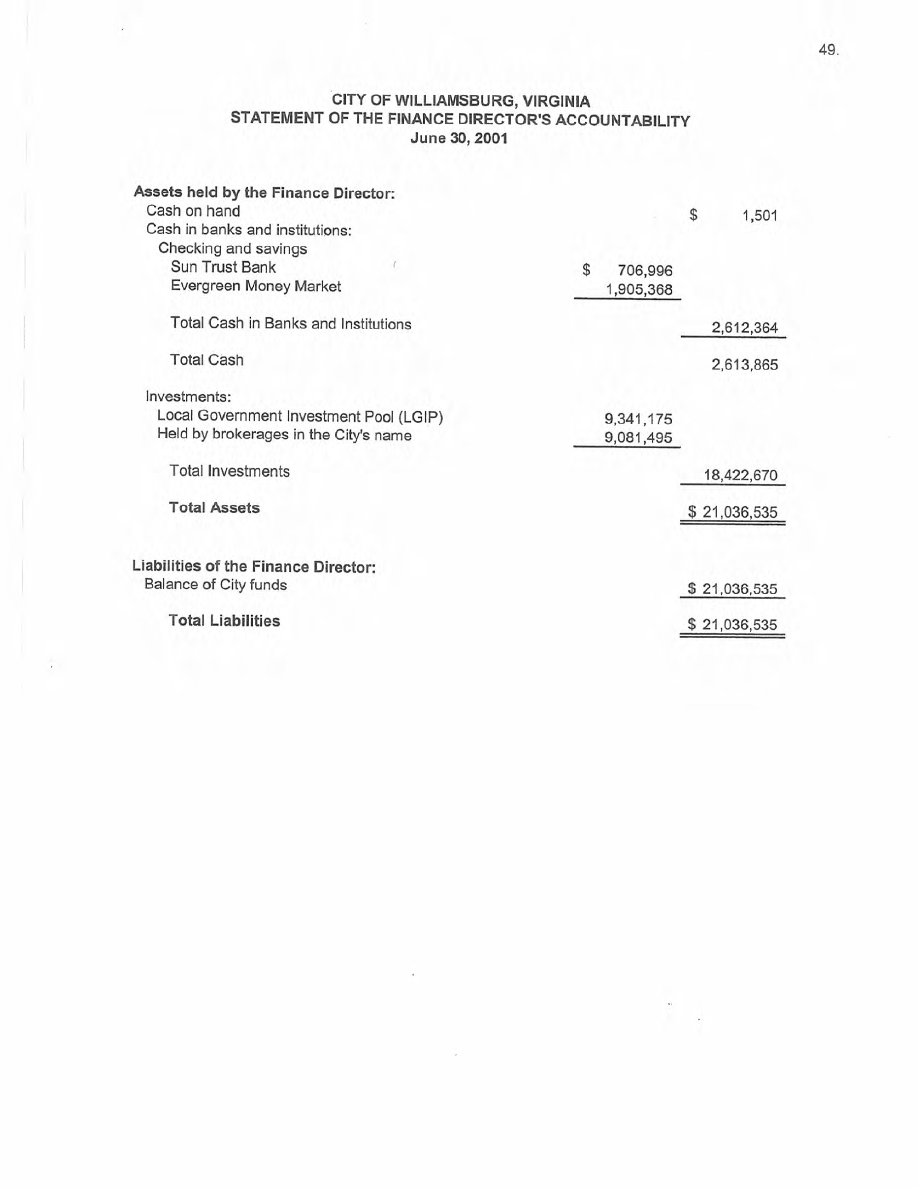 49.
CITY OF WILLIAMSBURG, VIRGINIA
STATEMENT OF THE FINANCE DIRECTOR'S ACCOUNTABILITY
June 30, 2001
Assets held by the Finance Director:
Cash on hand $ 1,501
Cash in banks and institutions:
Checking and savings
Sun Trust Bank $ 706,996
Evergreen Money Market 1,905,368
Total Cash in Banks and Institutions 2,612,364
Total Cash 2,613,865
Investments:
Local Government Investment Pool (LGIP) 9,341,175
Held by brokerages in the City's name 9,081,495
Total Investments 18,422,670
Total Assets $ 21,036,535
Liabilities of the Finance Director:
Balance of City funds $ 21,036,535
Total Liabilities $ 21,036,535